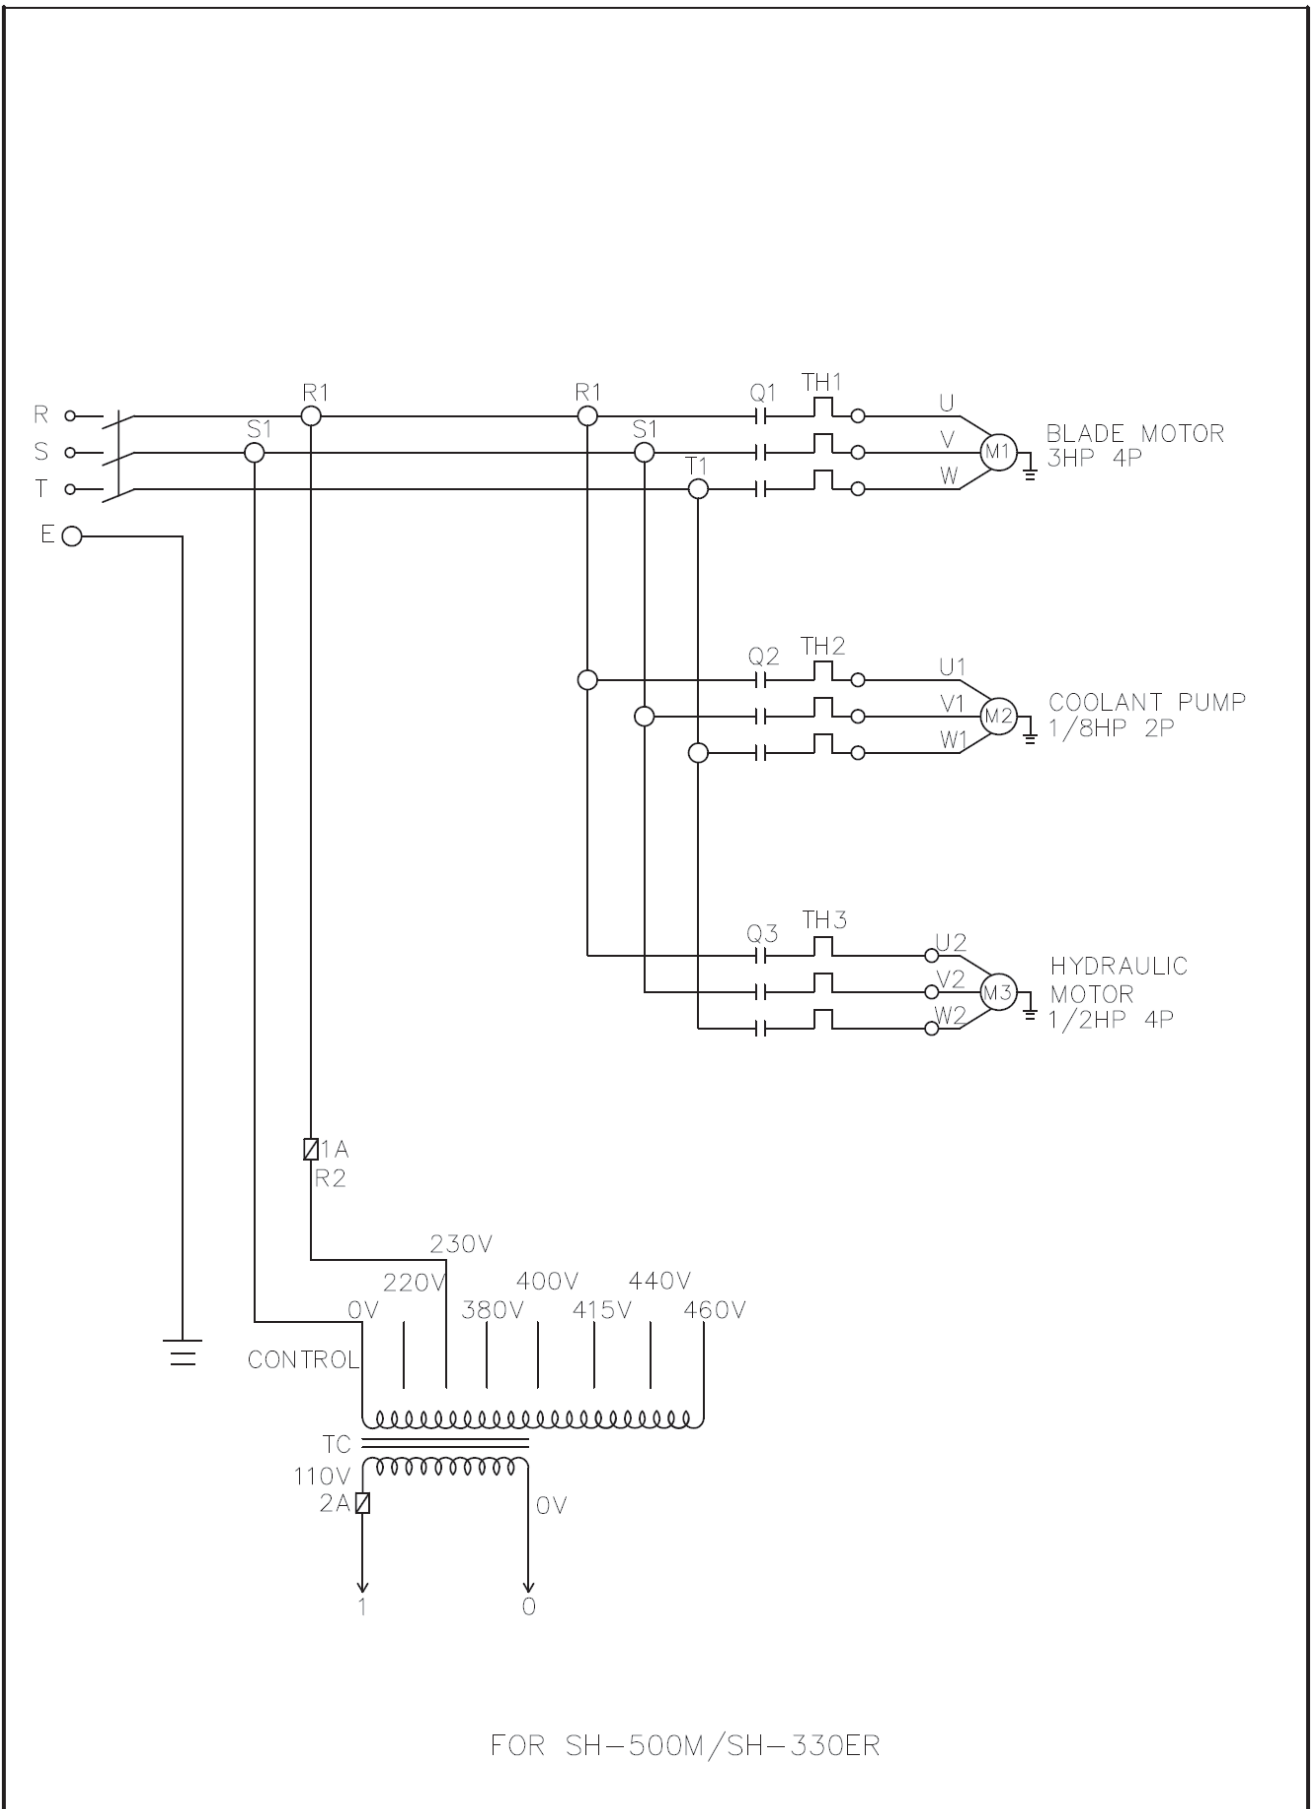 R1
R1
Q1
TH1
U
R
S1
S1
V
BLADE MOTOR
3HP 4P
M1
S
T1
W
T
E
Q2
TH2
U1
V1
COOLANT PUMP
1/8HP 2P
M2
W1
Q3
TH3
U2
HYDRAULIC
MOTOR
1/2HP 4P
V2
M3
W2
1A
R2
230V
220V
400V
440V
0V
380V
415V
460V
CONTROL
TC
110V
2A
0V
1
0
FOR SH-500M/SH-330ER